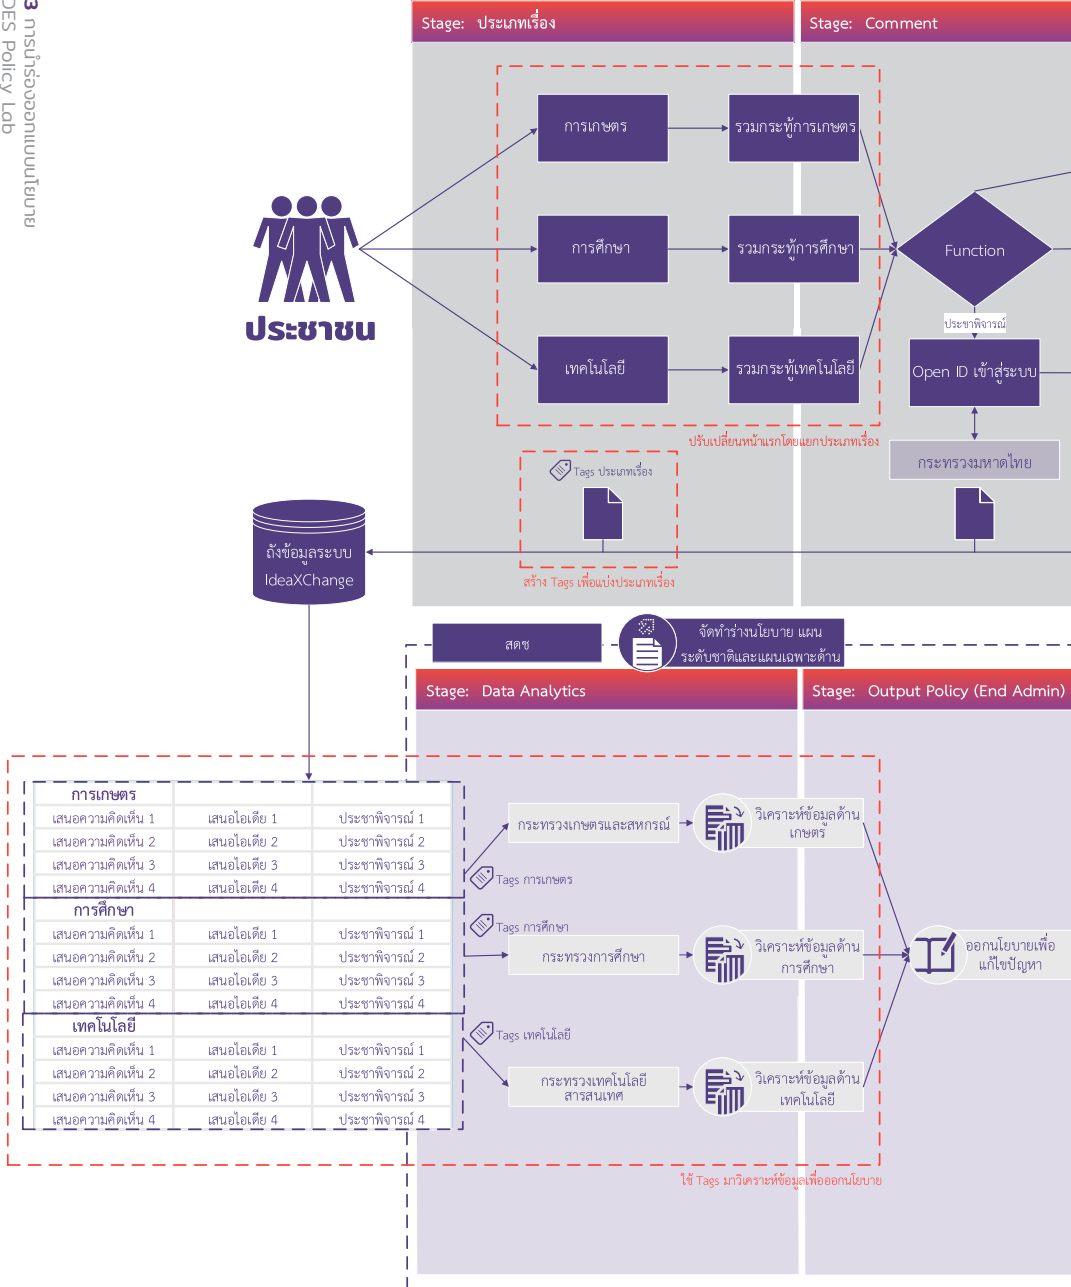 3 การนำร่องออกแบบนโยบาย
DES Policy Lab
Stage: ประเภทเรื่อง
Stage: Comment
การเกษตร
รวมกระทู้การเกษตร
การศึกษา
รวมกระทู้การศึกษา
Function
ประชาชน
ประชาพิจารณ์
เทคโนโลยี
รวมกระทู้เทคโนโลยี
Open ID เข้าสู่ระบบ
ปรับเปลี่ยนหน้าแรกโดยแยกประเภทเรื่อง
กระทรวงมหาดไทย
Tags ประเภทเรื่อง
ถังข้อมูลระบบ
IdeaXChange
สร้าง Tags เพื่อแบ่งประเภทเรื่อง
สดช
จัดทำร่างนโยบาย แผน
ระดับชาติและแผนเฉพาะด้าน
Stage: Data Analytics
Stage: Output Policy (End Admin)
การเกษตร
เสนอความคิดเห็น 1 เสนอไอเดีย 1 ประชาพิจารณ์ 1
เสนอความคิดเห็น 2 เสนอไอเดีย 2 ประชาพิจารณ์ 2
เสนอความคิดเห็น 3 เสนอไอเดีย 3 ประชาพิจารณ์ 3
เสนอความคิดเห็น 4 เสนอไอเดีย 4 ประชาพิจารณ์ 4
การศึกษา
เสนอความคิดเห็น 1 เสนอไอเดีย 1 ประชาพิจารณ์ 1
เสนอความคิดเห็น 2 เสนอไอเดีย 2 ประชาพิจารณ์ 2
เสนอความคิดเห็น 3 เสนอไอเดีย 3 ประชาพิจารณ์ 3
เสนอความคิดเห็น 4 เสนอไอเดีย 4 ประชาพิจารณ์ 4
เทคโนโลยี
เสนอความคิดเห็น 1 เสนอไอเดีย 1 ประชาพิจารณ์ 1
เสนอความคิดเห็น 2 เสนอไอเดีย 2 ประชาพิจารณ์ 2
เสนอความคิดเห็น 3 เสนอไอเดีย 3 ประชาพิจารณ์ 3
เสนอความคิดเห็น 4 เสนอไอเดีย 4 ประชาพิจารณ์ 4
กระทรวงเกษตรและสหกรณ์
วิเคราะห์ข้อมูลด้าน
เกษตร
Tags การเกษตร
Tags การศึกษา
กระทรวงการศึกษา
วิเคราะห์ข้อมูลด้าน
การศึกษา
ออกนโยบายเพื่อ
แก้ไขปัญหา
Tags เทคโนโลยี
กระทรวงเทคโนโลยี
สารสนเทศ
วิเคราะห์ข้อมูลด้าน
เทคโนโลยี
ใช้ Tags มาวิเคราะห์ข้อมูลเพื่อออกนโยบาย